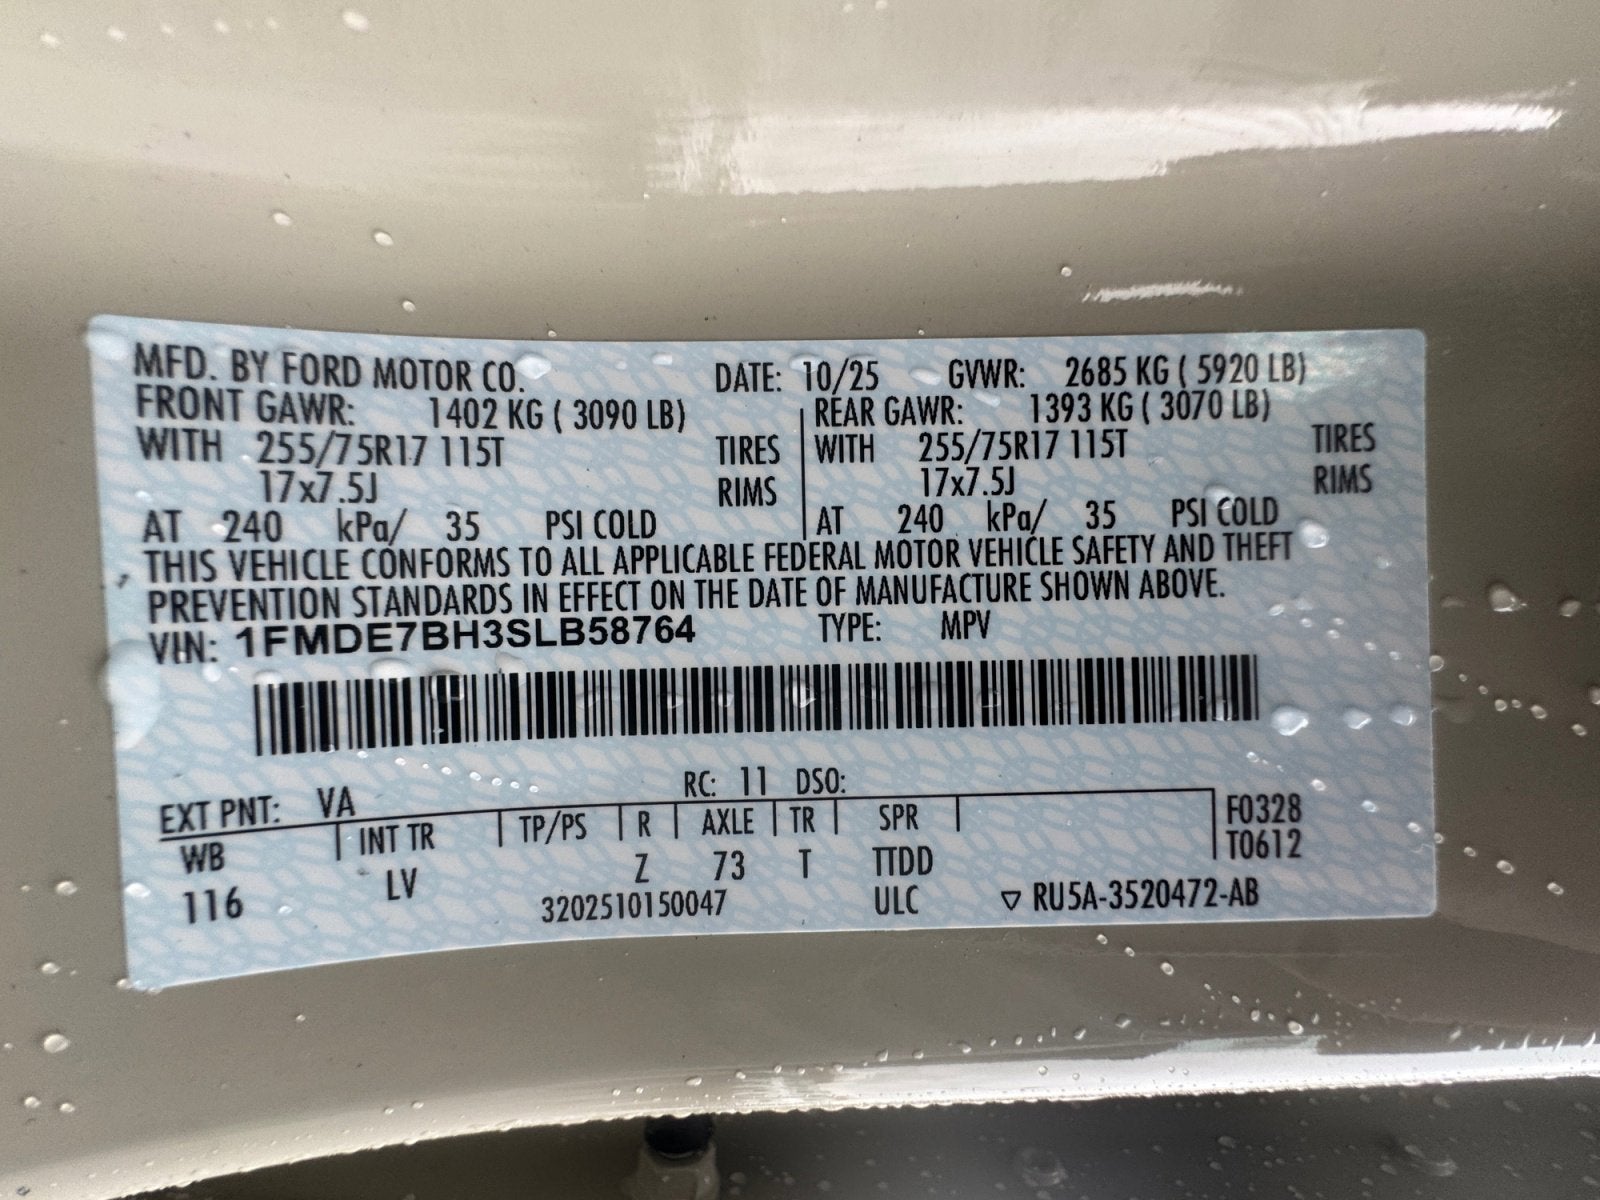 MFD. BY FORD MOTOR CO. DATE: 10/25 GVWR: 2685 KG ( 5920 LB)
FRONT GAWR: 1402 KG ( 3090 LB) REAR GAWR: 1393 KG ( 3070 LB)
WITH 255/75R17 115T TIRES WITH 255/75R17 115T TIRES
17x7.5J RIMS 17x7.5J RIMS
AT 240 kPa/ 35 PSI COLD AT 240 kPa/ 35 PSI COLD
THIS VEHICLE CONFORMS TO ALL APPLICABLE FEDERAL MOTOR VEHICLE SAFETY AND THEFT
PREVENTION STANDARDS IN EFFECT ON THE DATE OF MANUFACTURE SHOWN ABOVE.
VIN: 1FMDE7BH3SLB58764 TYPE: MPV
EXT PNT: VA RC: 11 DSO:
WB INT TR TP/PS R AXLE TR SPR F0328
T0612
116 LV Z 73 T TTDD
3202510150047 ULC ▽ RU5A-3520472-AB